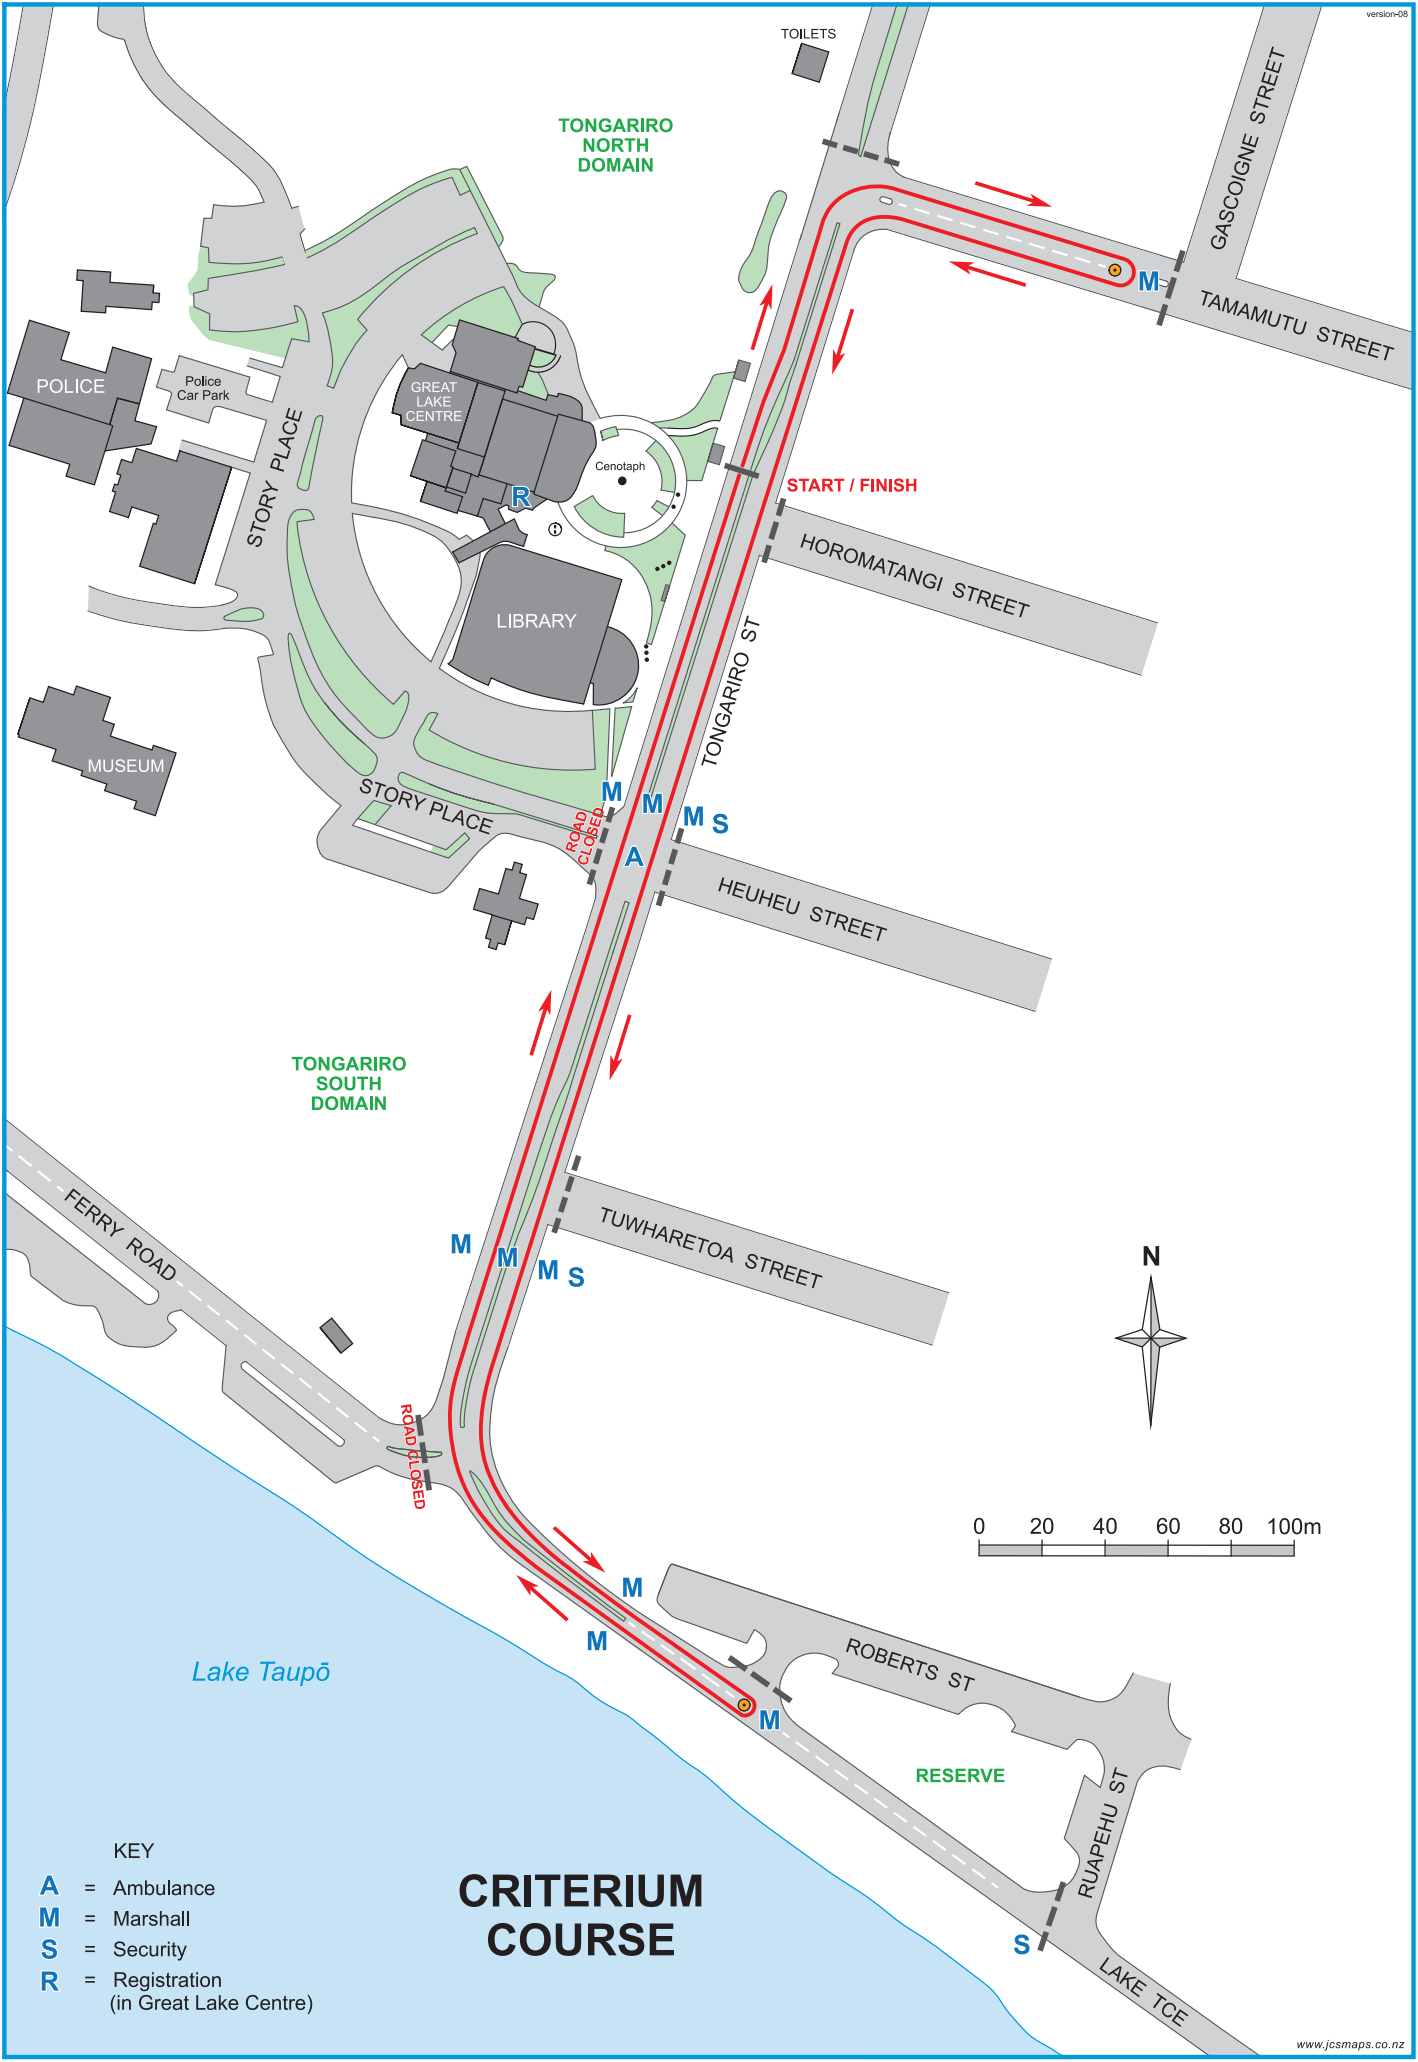 version-08
TOILETS
TONGARIRO
NORTH
DOMAIN
GASCOIGNE STREET
M
TAMAMUTU STREET
POLICE
Police
Car Park
GREAT
LAKE
CENTRE
STORY PLACE
Cenotaph
R
START / FINISH
HOROMATANGI STREET
LIBRARY
TONGARIRO ST
MUSEUM
STORY PLACE
M
M
M S
ROAD
CLOSED
A
HEUHEU STREET
TONGARIRO
SOUTH
DOMAIN
FERRY ROAD
TUWHARETOA STREET
M
M
M S
N
ROAD CLOSED
0 20 40 60 80 100m
M
M
ROBERTS ST
Lake Taupō
M
RESERVE
RUAPEHU ST
S
LAKE TCE
KEY
A = Ambulance
M = Marshall
S = Security
R = Registration
(in Great Lake Centre)
CRITERIUM
COURSE
www.jcsmaps.co.nz